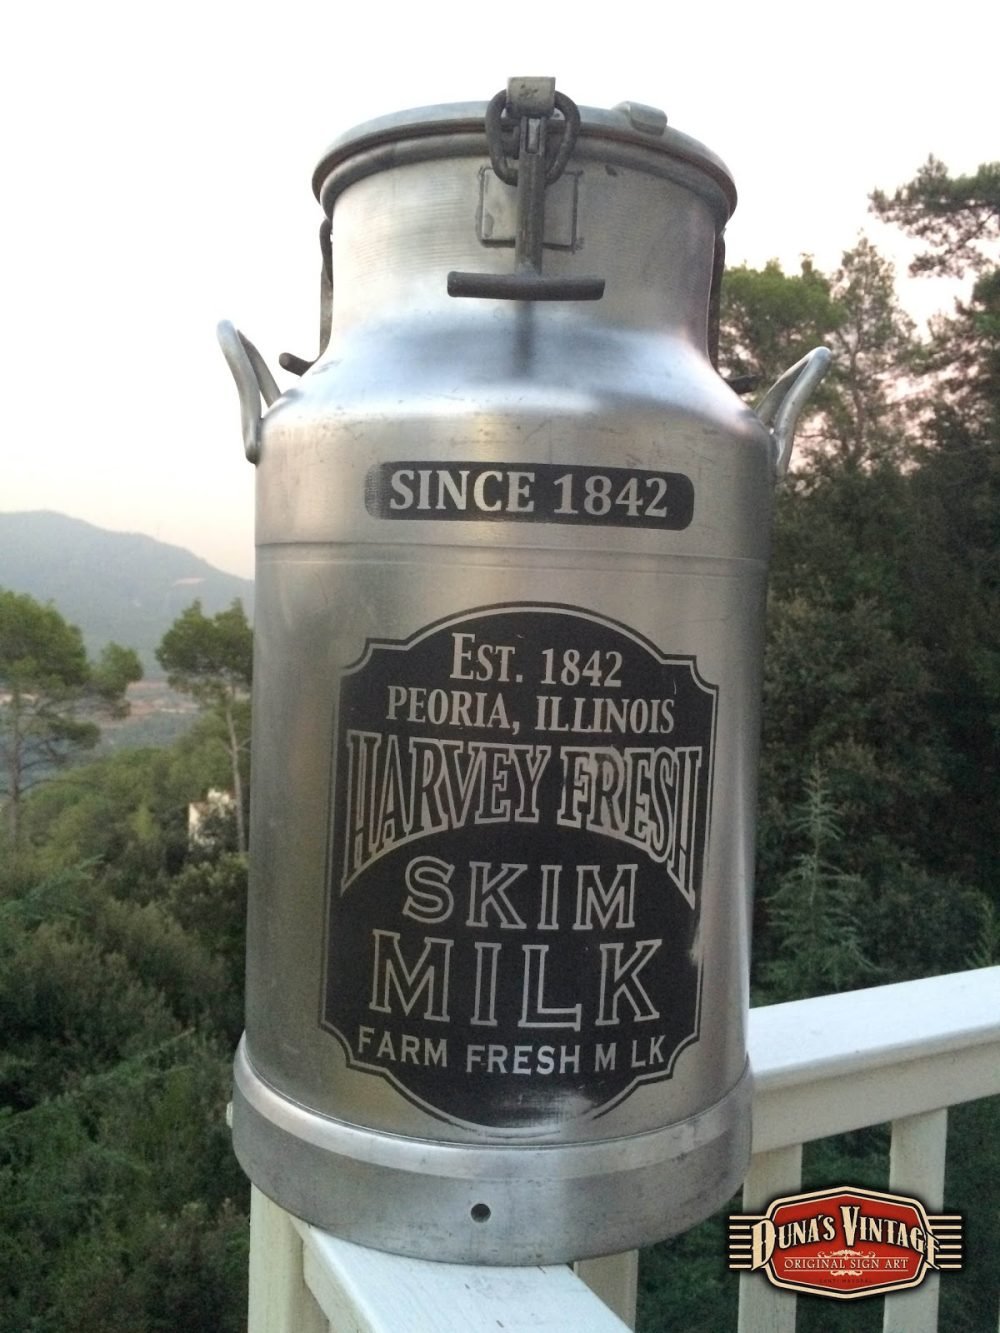 SINCE 1842
EST. 1842
PEORIA, ILLINOIS
HARVEY FRESH
SKIM
MILK
FARM FRESH M LK
DUNA'S VINTAGE
ORIGINAL SIGN ART